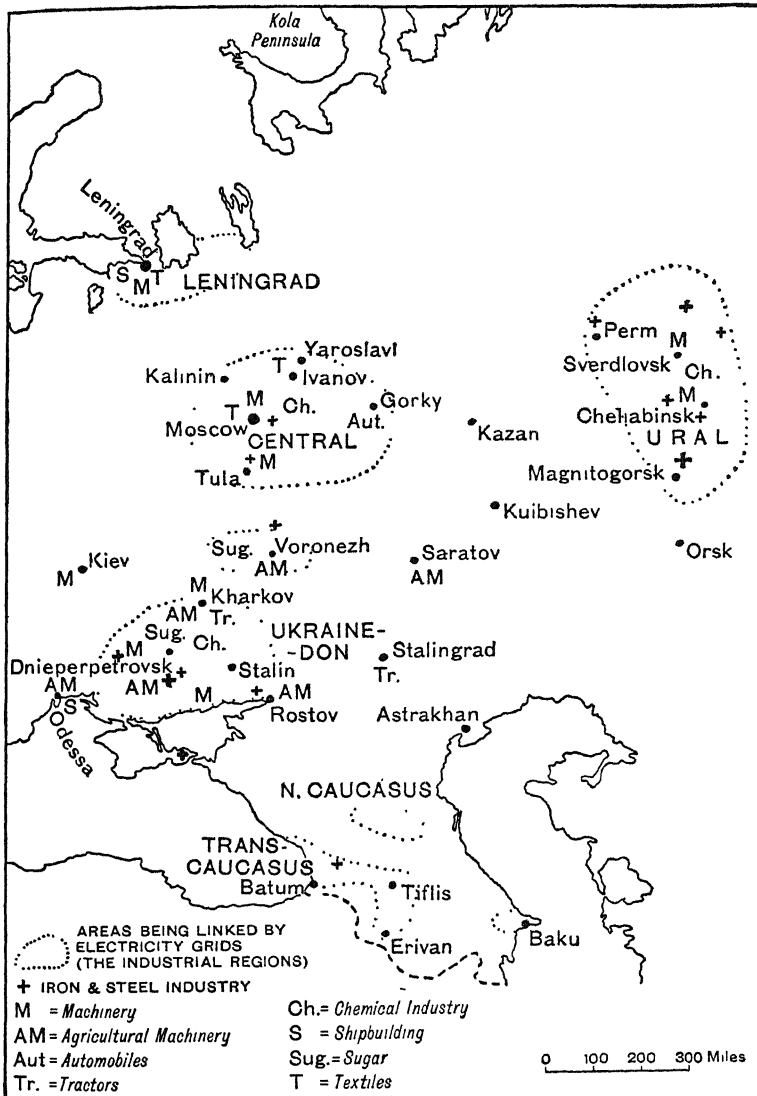 Kola
Peninsula
Leningrad
S
M
T
LENINGRAD
Perm
M
Sverdlovsk
Ch.
M
Chelıabinsk
URAL
Magnitogorsk
Yaroslavl
T
Ivanov
Kalinin
M
Ch.
T
Gorky
Aut.
Moscow
CENTRAL
M
Tula
Kazan
Kuibishev
Orsk
Sug.
Voronezh
AM
Saratov
AM
Kiev
M
M
Kharkov
AM
Tr.
Sug.
Ch.
UKRAINE-
-DON
M
Dnieperpetrovsk
Stalin
Stalingrad
Tr.
AM
AM
M
AM
S
Rostov
Odessa
Astrakhan
N. CAUCASUS
TRANS-
CAUCASUS
Batum
Tiflis
Erivan
Baku
AREAS BEING LINKED BY
ELECTRICITY GRIDS
(THE INDUSTRIAL REGIONS)
+ IRON & STEEL INDUSTRY
M = Machinery
AM = Agricultural Machinery
Aut = Automobiles
Tr. = Tractors
Ch. = Chemical Industry
S = Shipbuilding
Sug. = Sugar
T = Textiles
0 100 200 300 Miles